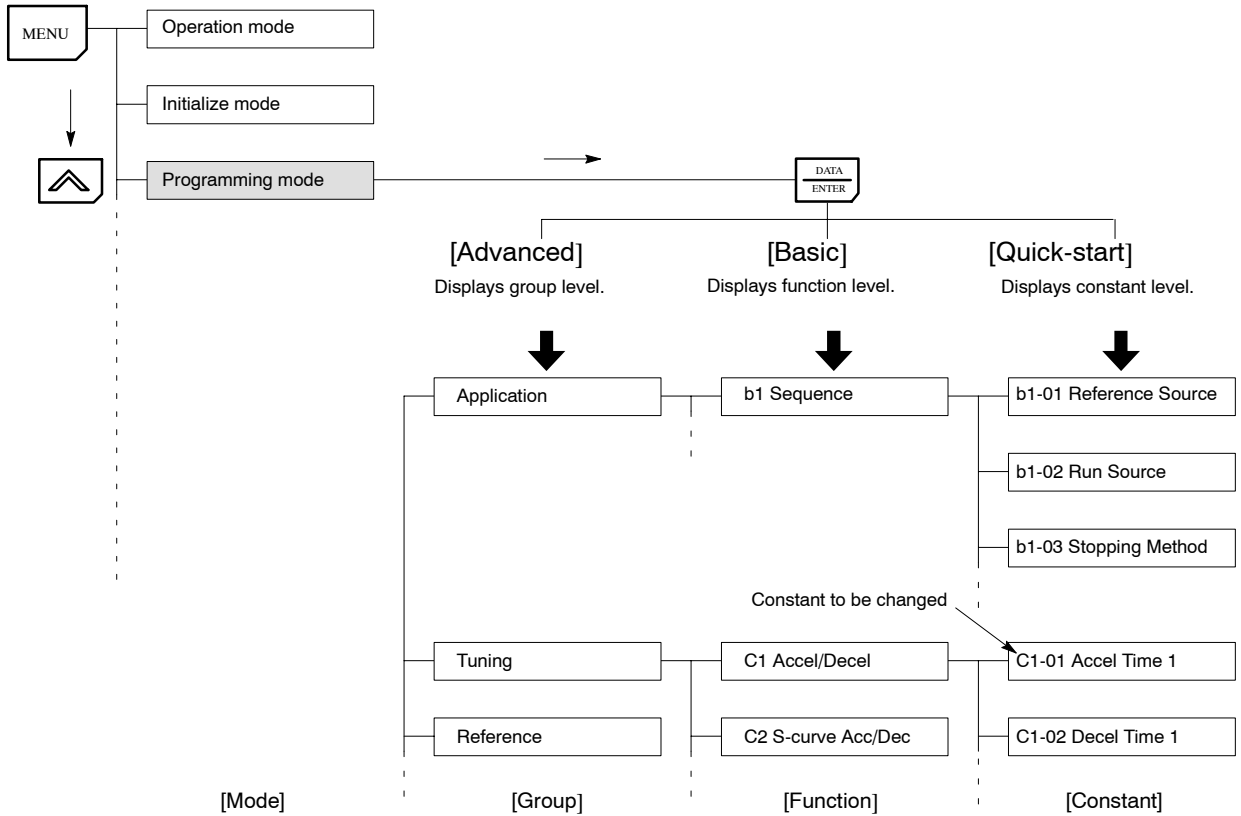 MENU
Operation mode
Initialize mode
Programming mode
DATA
ENTER
[Advanced]
[Basic]
[Quick-start]
Displays group level.
Displays function level.
Displays constant level.
Application
b1 Sequence
b1-01 Reference Source
b1-02 Run Source
b1-03 Stopping Method
Constant to be changed
Tuning
C1 Accel/Decel
C1-01 Accel Time 1
Reference
C2 S-curve Acc/Dec
C1-02 Decel Time 1
[Mode]
[Group]
[Function]
[Constant]